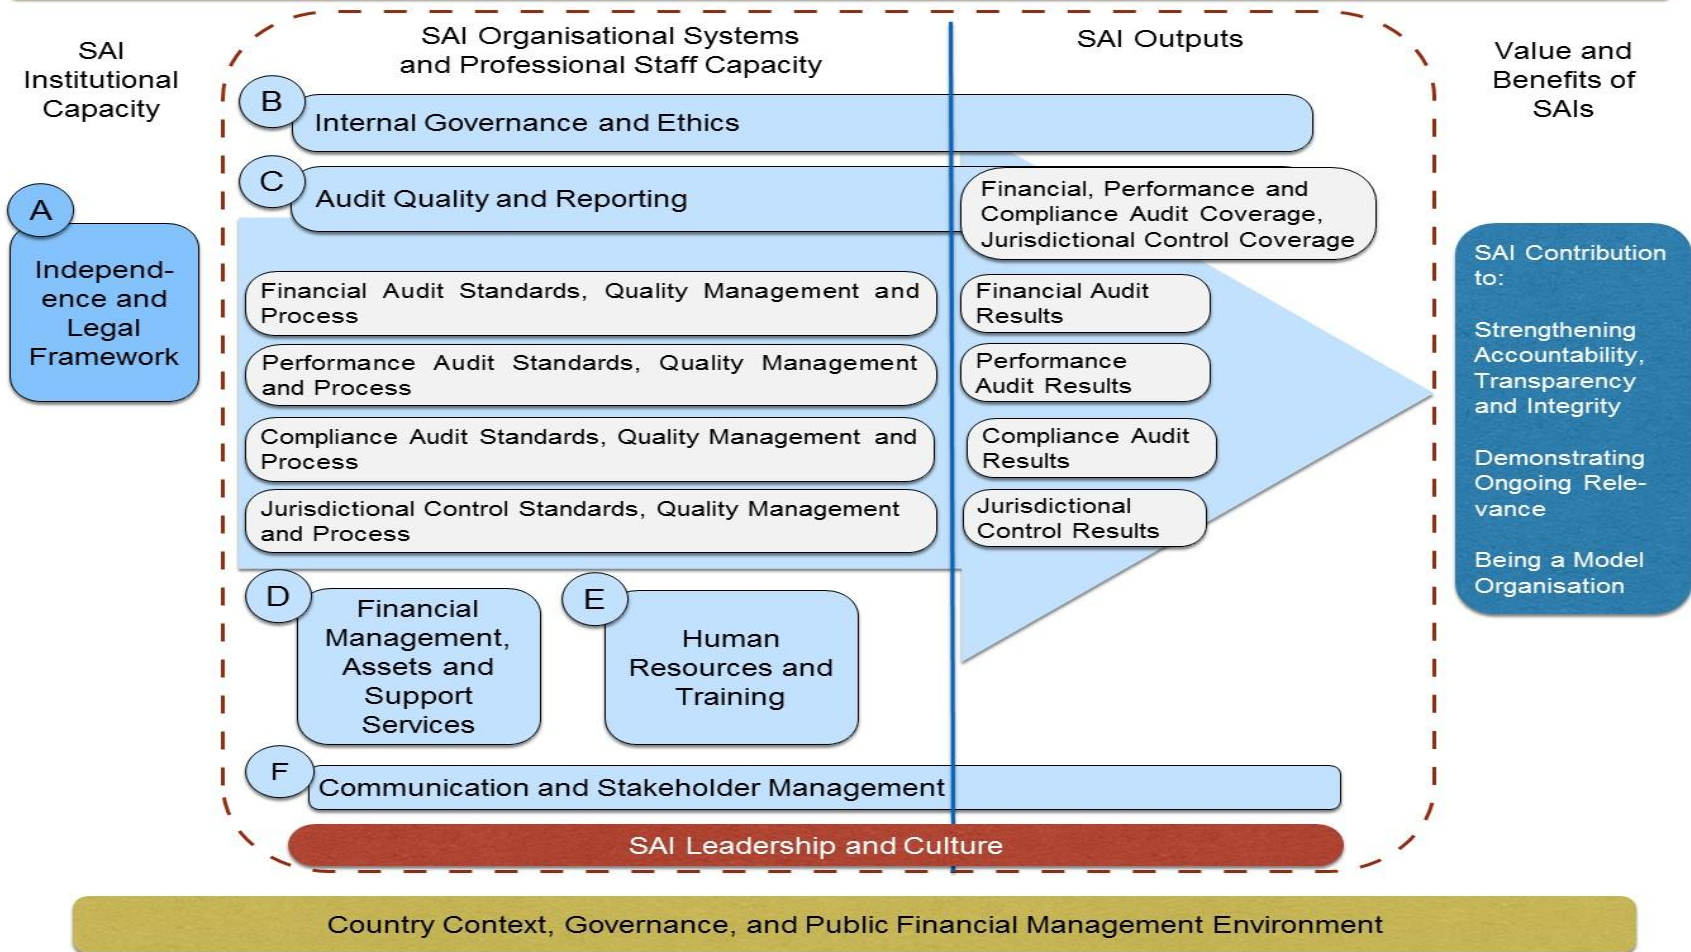 SAI
Institutional
Capacity
SAI Organisational Systems
and Professional Staff Capacity
SAI Outputs
Value and
Benefits of
SAIs
B
Internal Governance and Ethics
C
Audit Quality and Reporting
Financial, Performance and
Compliance Audit Coverage,
Jurisdictional Control Coverage
A
Independ-
ence and
Legal
Framework
Financial Audit Standards, Quality Management and
Process
Financial Audit
Results
Performance Audit Standards, Quality Management
and Process
Performance
Audit Results
Compliance Audit Standards, Quality Management and
Process
Compliance Audit
Results
Jurisdictional Control Standards, Quality Management
and Process
Jurisdictional
Control Results
SAI Contribution
to:
Strengthening
Accountability,
Transparency
and Integrity
Demonstrating
Ongoing Rele-
vance
Being a Model
Organisation
D
Financial
Management,
Assets and
Support
Services
E
Human
Resources and
Training
F
Communication and Stakeholder Management
SAI Leadership and Culture
Country Context, Governance, and Public Financial Management Environment